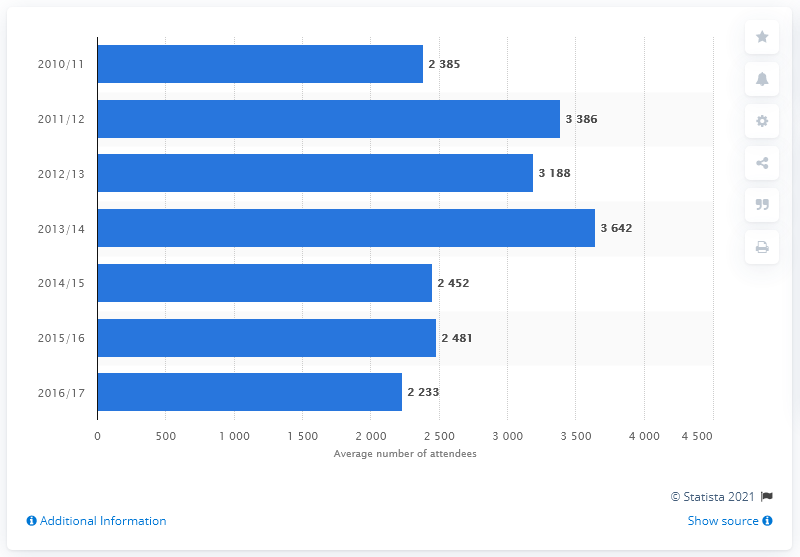 2010/11 2 385
2011/12 3 386
2012/13 3 188
2013/14 3 642
2014/15 2 452
2015/16 2 481
2016/17 2 233
0 500 1 000 1 500 2 000 2 500 3 000 3 500 4 000 4 500
Average number of attendees
© Statista 2021
Additional Information Show source